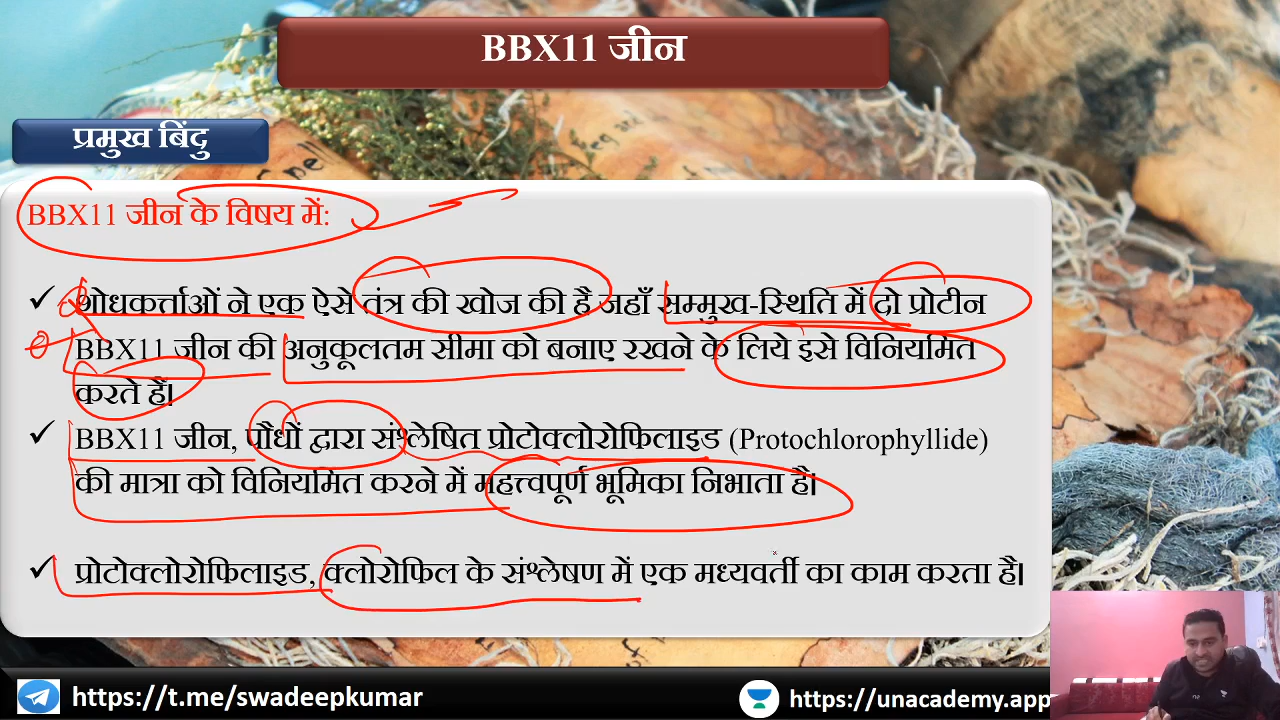 BBX11 जीन
प्रमुख बिंदु
BBX11 जीन के विषय में:
✓ शोधकर्त्ताओं ने एक ऐसे तंत्र की खोज की है जहाँ सम्मुख-स्थिति में दो प्रोटीन
BBX11 जीन की अनुकूलतम सीमा को बनाए रखने के लिये इसे विनियमित
करते हैं।
✓ BBX11 जीन, पौधों द्वारा संश्लेषित प्रोटोक्लोरोफिलाइड (Protochlorophyllide)
की मात्रा को विनियमित करने में महत्त्वपूर्ण भूमिका निभाता है।
✓ प्रोटोक्लोरोफिलाइड, क्लोरोफिल के संश्लेषण में एक मध्यवर्ती का काम करता है।
https://t.me/swadeepkumar
https://unacademy.app